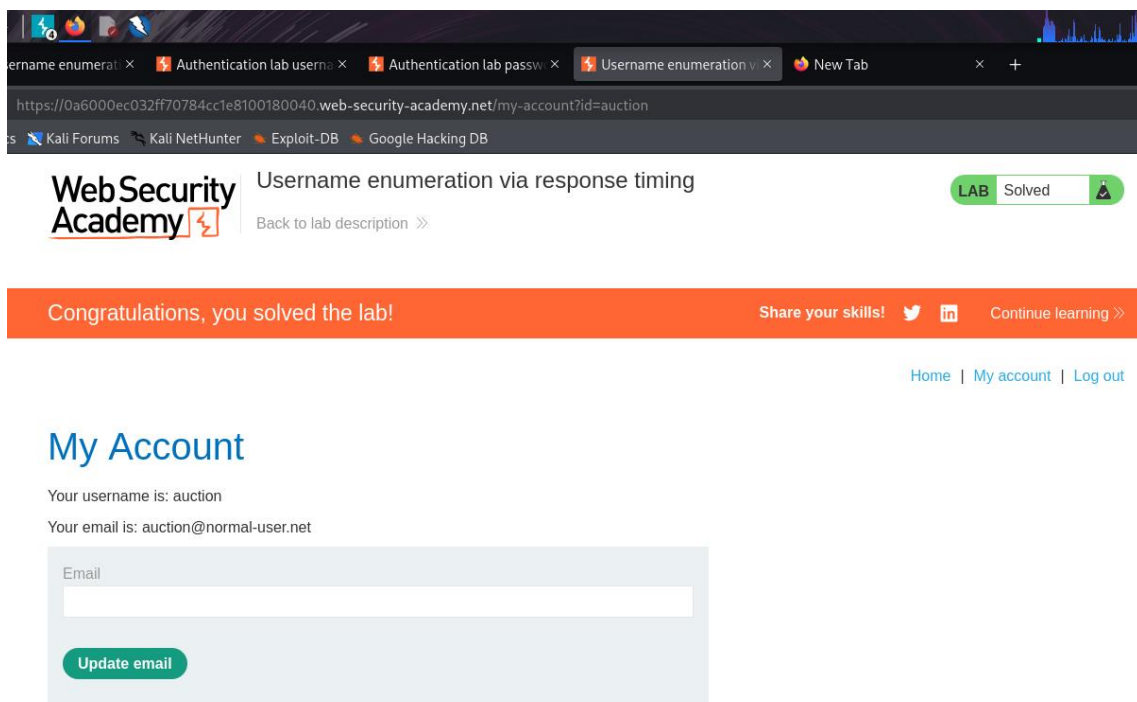 4
ername enumerati × Authentication lab userna × Authentication lab passw × Username enumeration v × New Tab × +
https://0a6000ec032ff70784cc1e8100180040.web-security-academy.net/my-account?id=auction
s Kali Forums Kali NetHunter Exploit-DB Google Hacking DB
Web Security
Academy
Username enumeration via response timing
Back to lab description »
LAB Solved
Congratulations, you solved the lab!
Share your skills! in Continue learning »
Home | My account | Log out
My Account
Your username is: auction
Your email is: auction@normal-user.net
Email
Update email